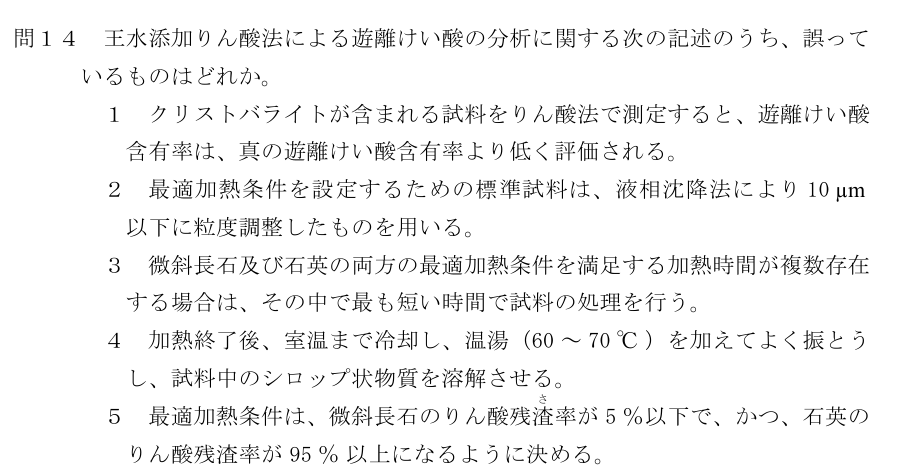 問１４　王水添加りん酸法による遊離けい酸の分析に関する次の記述のうち、誤って
いるものはどれか。
１　クリストバライトが含まれる試料をりん酸法で測定すると、遊離けい酸
含有率は、真の遊離けい酸含有率より低く評価される。
２　最適加熱条件を設定するための標準試料は、液相沈降法により 10 μm
以下に粒度調整したものを用いる。
３　微斜長石及び石英の両方の最適加熱条件を満足する加熱時間が複数存在
する場合は、その中で最も短い時間で試料の処理を行う。
４　加熱終了後、室温まで冷却し、温湯（60 ～ 70 ℃ ）を加えてよく振とう
し、試料中のシロップ状物質を溶解させる。
さ
５　最適加熱条件は、微斜長石のりん酸残渣率が 5 ％以下で、かつ、石英の
りん酸残渣率が 95 ％ 以上になるように決める。